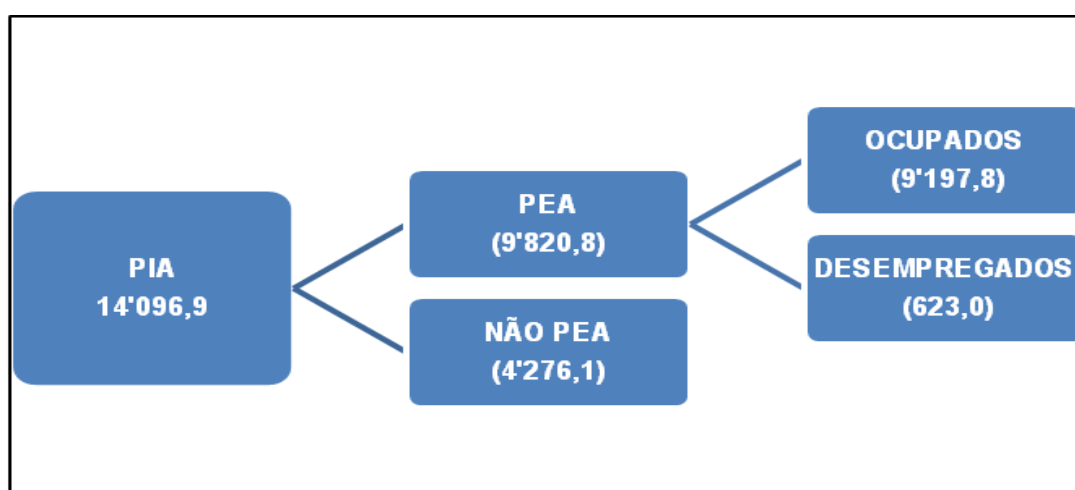 PIA
14'096,9
PEA
(9'820,8)
NÃO PEA
(4'276,1)
OCUPADOS
(9'197,8)
DESEMPREGADOS
(623,0)